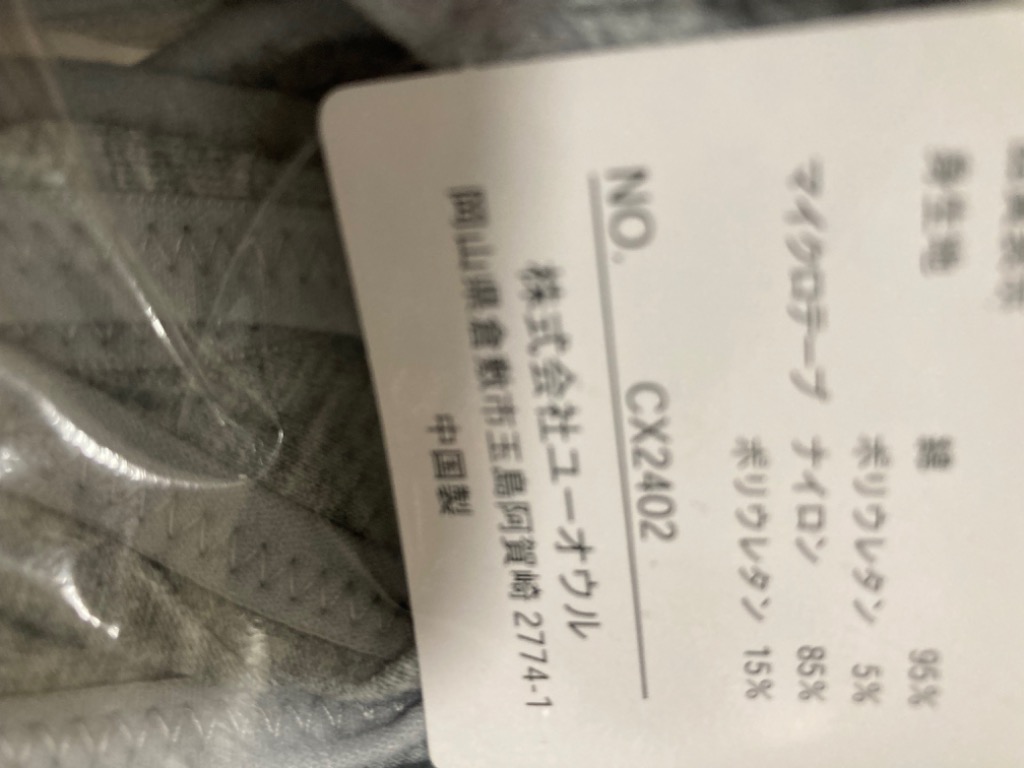 身生地 綿 95%
ポリウレタン 5%
マイクロテープ ナイロン 85%
ポリウレタン 15%
NO. CX2402
株式会社ユーオウル
岡山県倉敷市玉島阿賀崎 2774-1
中国製